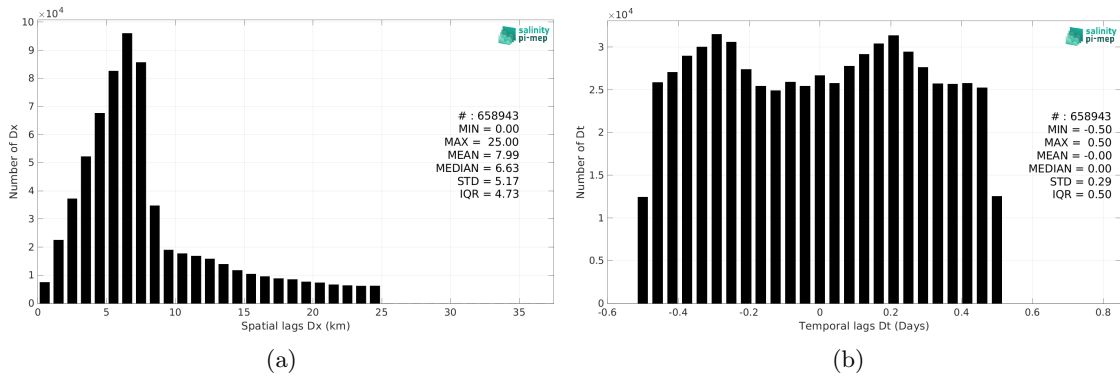 ×10⁴
10
9
8
7
6
5
4
3
2
1
0
Number of Dx
0 5 10 15 20 25 30 35
Spatial lags Dx (km)
salinity
pi-mep
# : 658943
MIN = 0.00
MAX = 25.00
MEAN = 7.99
MEDIAN = 6.63
STD = 5.17
IQR = 4.73
(a)
×10⁴
3
2.5
2
1.5
1
0.5
0
Number of Dt
-0.6 -0.4 -0.2 0 0.2 0.4 0.6 0.8
Temporal lags Dt (Days)
salinity
pi-mep
# : 658943
MIN = -0.50
MAX = 0.50
MEAN = -0.00
MEDIAN = 0.00
STD = 0.29
IQR = 0.50
(b)